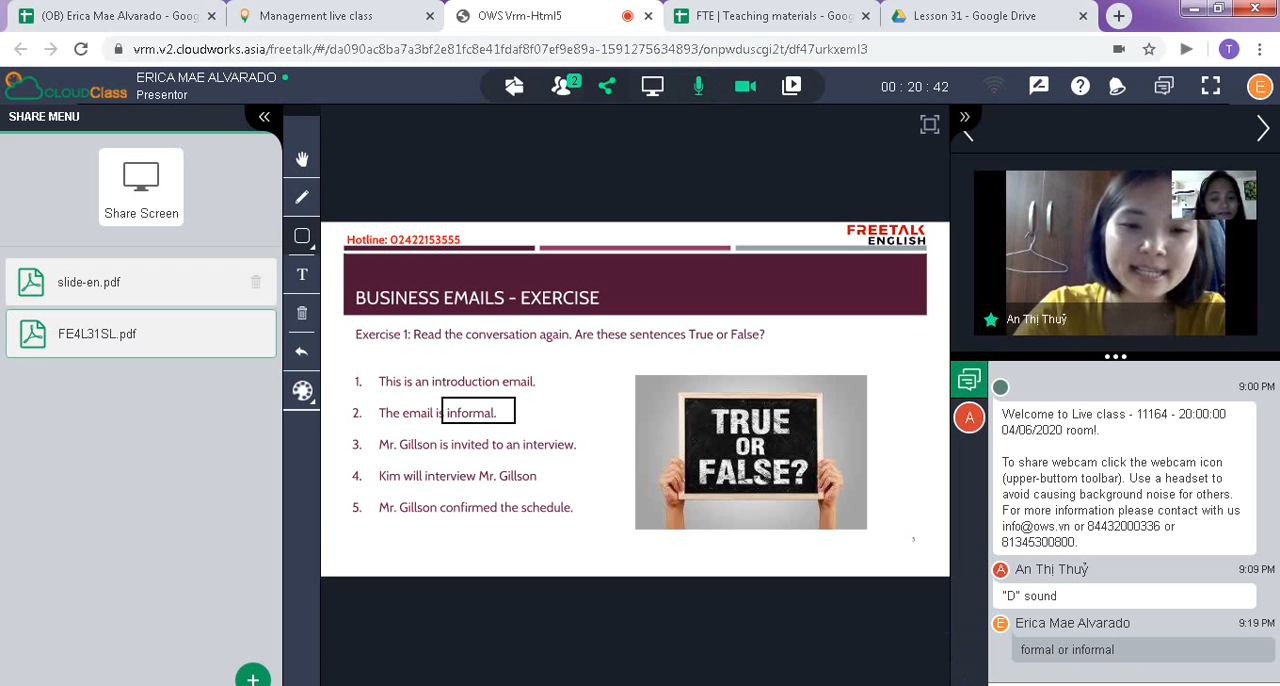 (OB) Erica Mae Alvarado - Goog
Management live class
OWS Vrm-Html
FTE | Teaching materials - Goog
Lesson 31 - Google Drive
vrm.v2.cloudworks.asia/freetalk/#/da090ac8ba7a3bf2e81fc8e41fdaf8f07ef9e89a-1591275634893/onpwduscgi2t/df47urkxeml3
T
CLOUDClass
ERICA MAE ALVARADO
Presentor
2
00 : 20 : 42
E
SHARE MENU
Share Screen
slide-en.pdf
FE4L31SL.pdf
T
Hotline: 02422153555
FREETALK
ENGLISH
BUSINESS EMAILS - EXERCISE
Exercise 1: Read the conversation again. Are these sentences True or False?
1. This is an introduction email.
2. The email is informal.
3. Mr. Gillson is invited to an interview.
4. Kim will interview Mr. Gillson
5. Mr. Gillson confirmed the schedule.
TRUE
OR
FALSE?
An Thị Thuỷ
9:00 PM
A
Welcome to Live class - 11164 - 20:00:00
04/06/2020 room!.
To share webcam click the webcam icon
(upper-buttom toolbar). Use a headset to
avoid causing background noise for others.
For more information please contact with us
info@ows.vn or 84432000336 or
81345300800.
A An Thị Thuỷ 9:09 PM
"D" sound
E Erica Mae Alvarado 9:19 PM
formal or informal